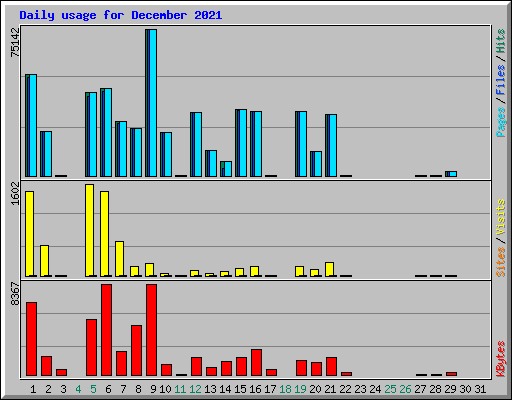 Daily usage for December 2021
75142
Pages/Files/Hits
1602
Sites/Visits
8367
KBytes
1 2 3 4 5 6 7 8 9 10 11 12 13 14 15 16 17 18 19 20 21 22 23 24 25 26 27 28 29 30 31